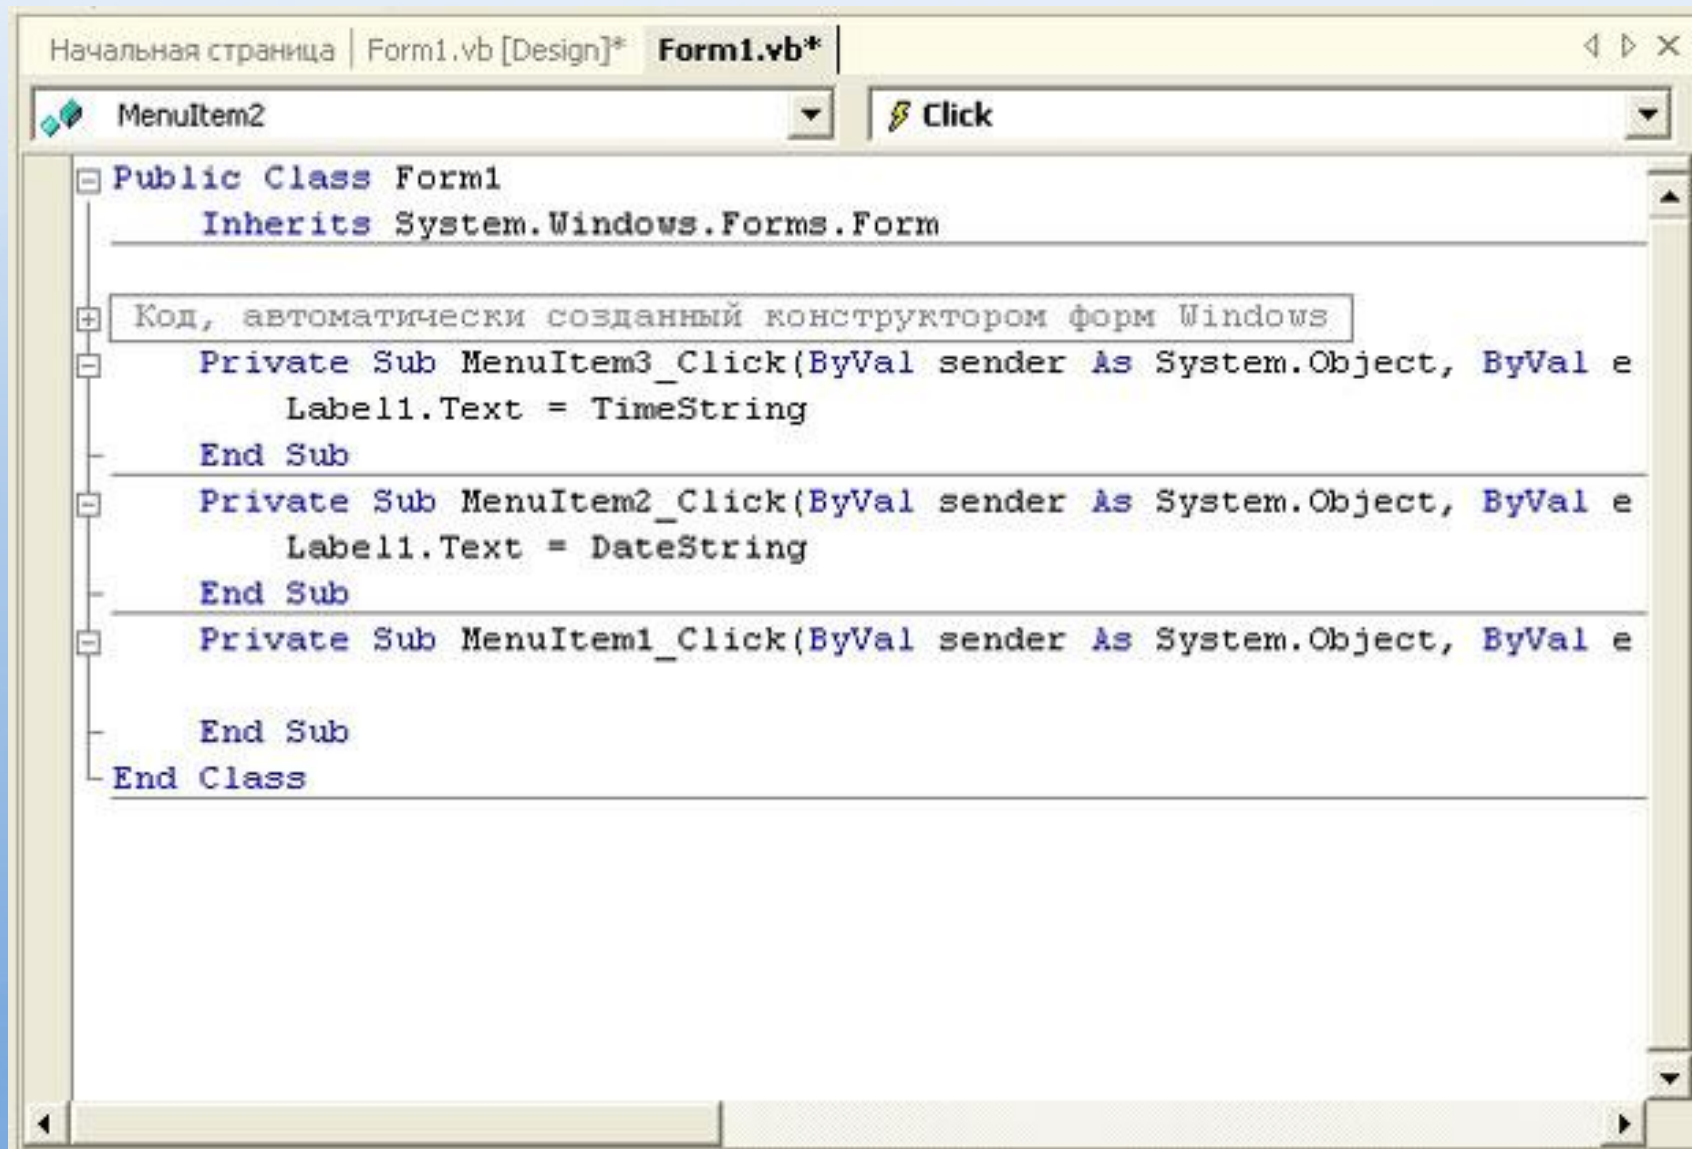 Начальная страница Form1.vb [Design]* Form1.vb*
MenuItem2 Click
Public Class Form1
Inherits System.Windows.Forms.Form
Код, автоматически созданный конструктором форм Windows
Private Sub MenuItem3_Click(ByVal sender As System.Object, ByVal e
Label1.Text = TimeString
End Sub
Private Sub MenuItem2_Click(ByVal sender As System.Object, ByVal e
Label1.Text = DateString
End Sub
Private Sub MenuItem1_Click(ByVal sender As System.Object, ByVal e
End Sub
End Class